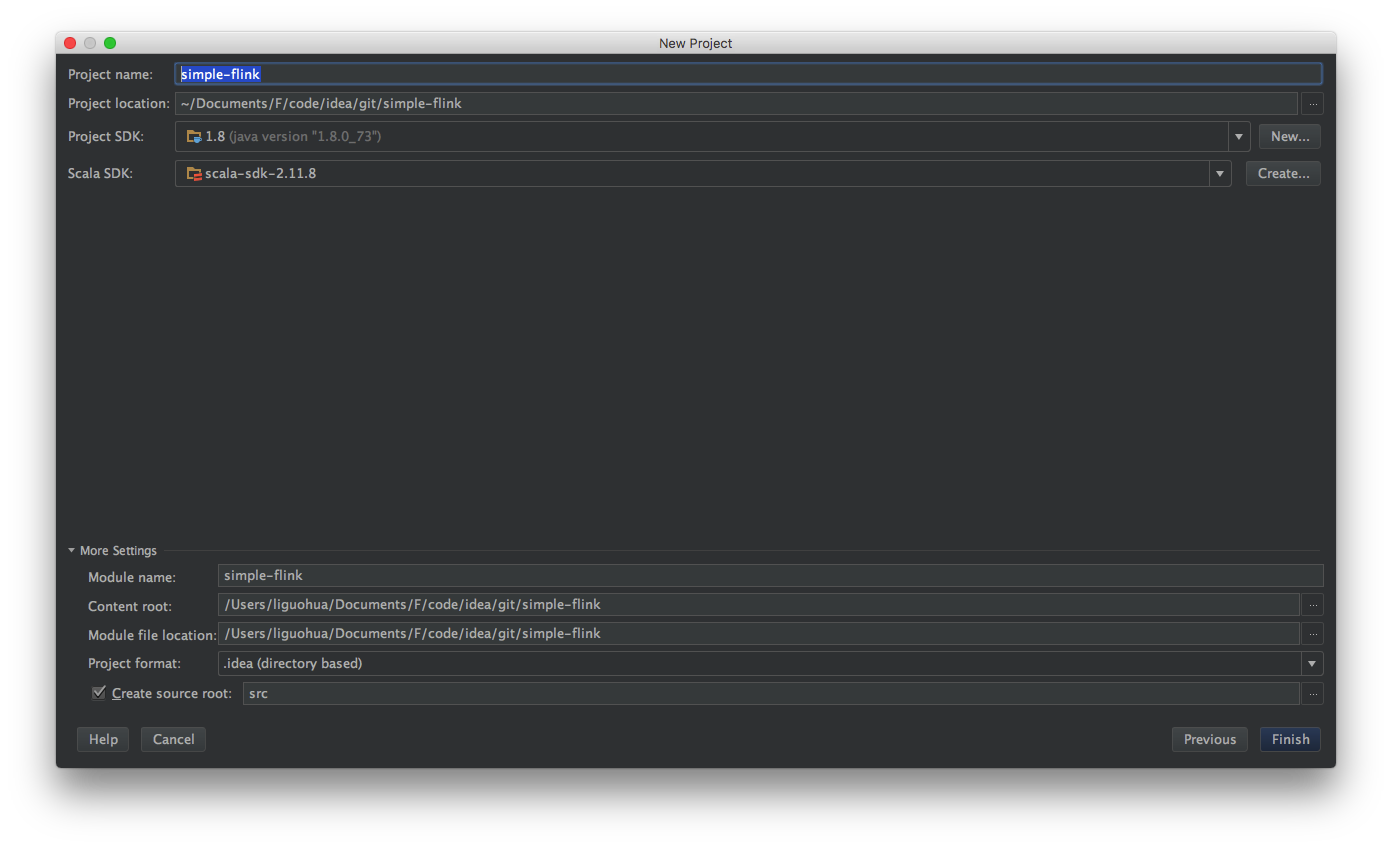 New Project
Project name: simple-flink
Project location: ~/Documents/F/code/idea/git/simple-flink ...
Project SDK: 1.8 (java version "1.8.0_73") New...
Scala SDK: scala-sdk-2.11.8 Create...
More Settings
Module name: simple-flink
Content root: /Users/liguohua/Documents/F/code/idea/git/simple-flink ...
Module file location: /Users/liguohua/Documents/F/code/idea/git/simple-flink ...
Project format: .idea (directory based)
Create source root: src ...
Help Cancel Previous Finish